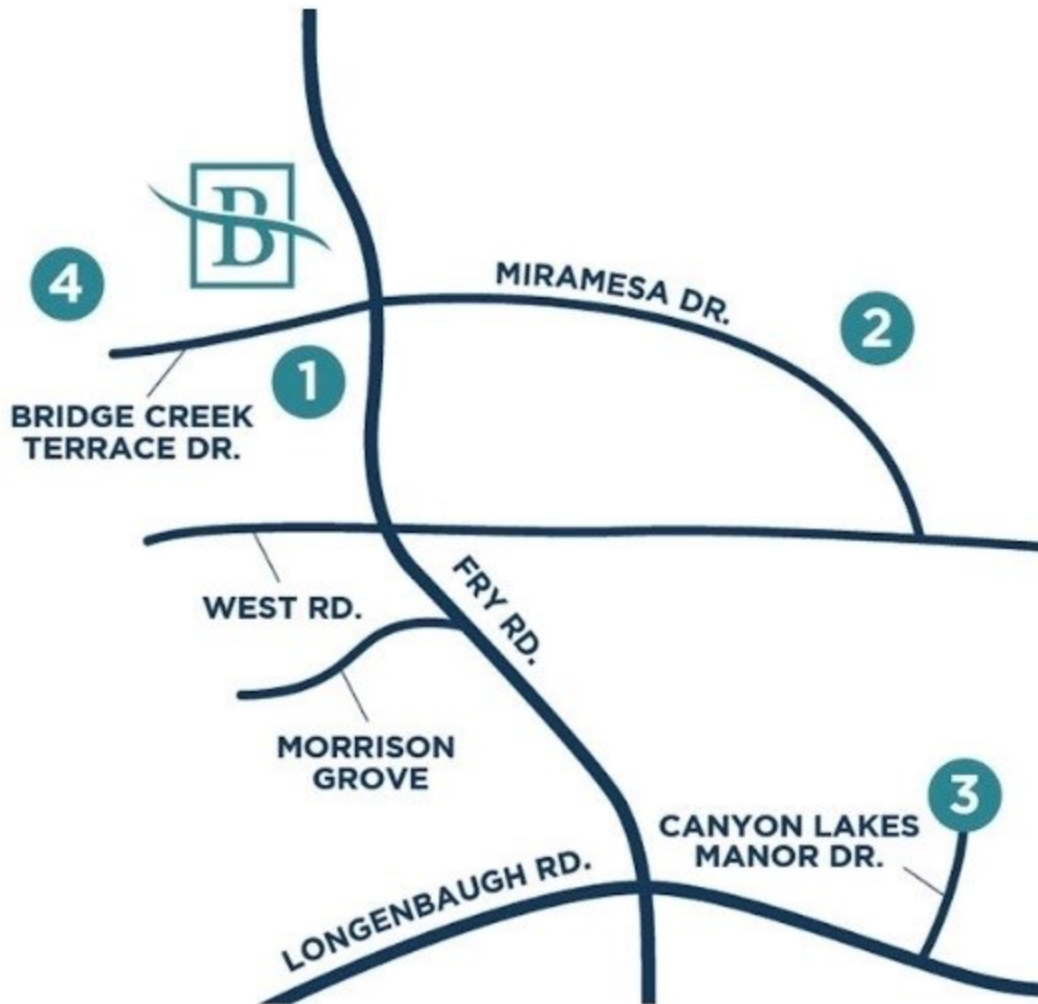 B
4
MIRAMESA DR.
2
1
BRIDGE CREEK
TERRACE DR.
FRY RD.
WEST RD.
MORRISON
GROVE
3
CANYON LAKES
MANOR DR.
LONGENBAUGH RD.